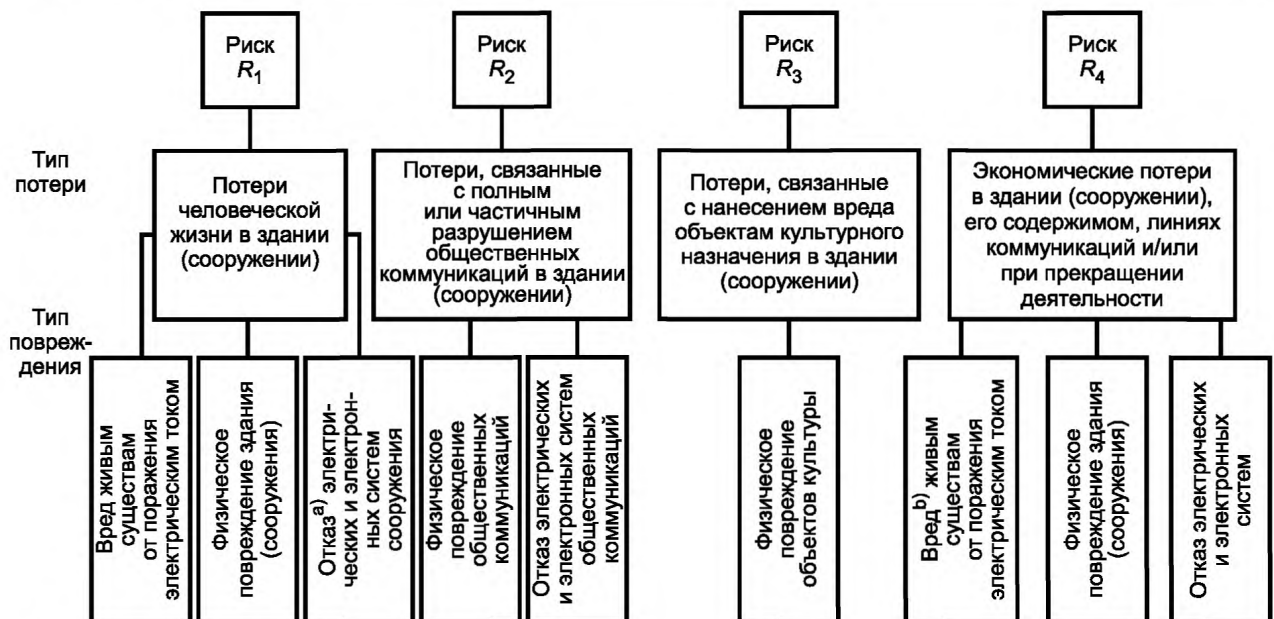 Риск
R1
Риск
R2
Риск
R3
Риск
R4
Тип
потери
Потери
человеческой
жизни в здании
(сооружении)
Потери, связанные
с полным
или частичным
разрушением
общественных
коммуникаций в здании
(сооружении)
Потери, связанные
с нанесением вреда
объектам культурного
назначения в здании
(сооружении)
Экономические потери
в здании (сооружении),
его содержимом, линиях
коммуникаций и/или
при прекращении
деятельности
Тип
повреж-
дения
Вред живым
существам
от поражения
электрическим током
Физическое
повреждение здания
(сооружения)
Отказ a) электри-
ческих и электрон-
ных систем
сооружения
Физическое
повреждение
общественных
коммуникаций
Отказ электрических
и электронных систем
общественных
коммуникаций
Физическое
повреждение
объектов культуры
Вред b) живым
существам
от поражения
электрическим током
Физическое
повреждение здания
(сооружения)
Отказ электрических
и электронных
систем